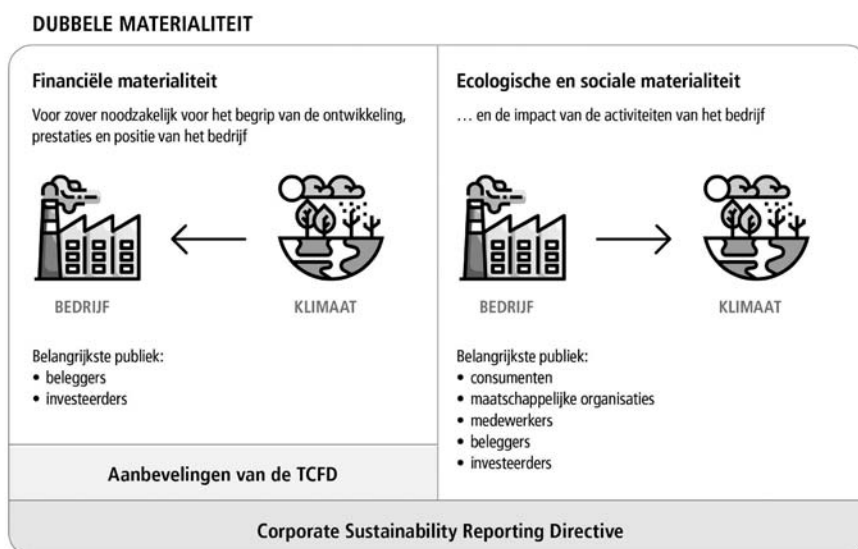 DUBBELE MATERIALITEIT
Financiële materialiteit
Voor zover noodzakelijk voor het begrip van de ontwikkeling,
prestaties en positie van het bedrijf
BEDRIJF
KLIMAAT
Belangrijkste publiek:
• beleggers
• investeerders
Aanbevelingen van de TCFD
Ecologische en sociale materialiteit
… en de impact van de activiteiten van het bedrijf
BEDRIJF
KLIMAAT
Belangrijkste publiek:
• consumenten
• maatschappelijke organisaties
• medewerkers
• beleggers
• investeerders
Corporate Sustainability Reporting Directive